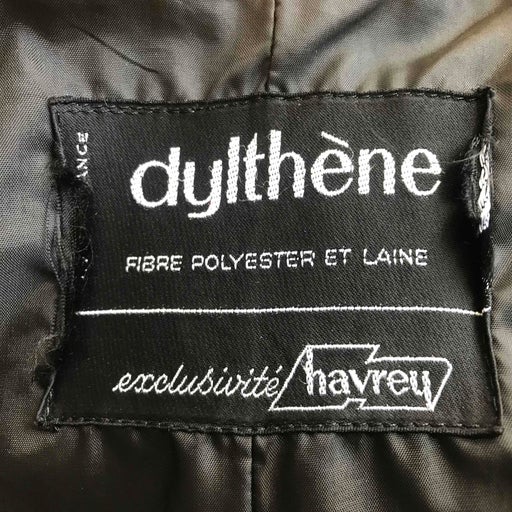 dylthène
FIBRE POLYESTER ET LAINE
exclusivité havrey